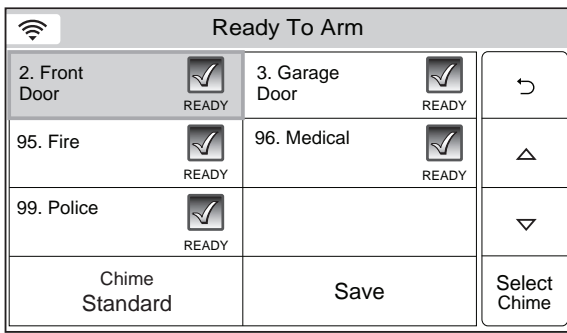 Ready To Arm
2. Front
Door
READY
3. Garage
Door
READY
95. Fire
READY
96. Medical
READY
99. Police
READY
Chime
Standard
Save
Select
Chime